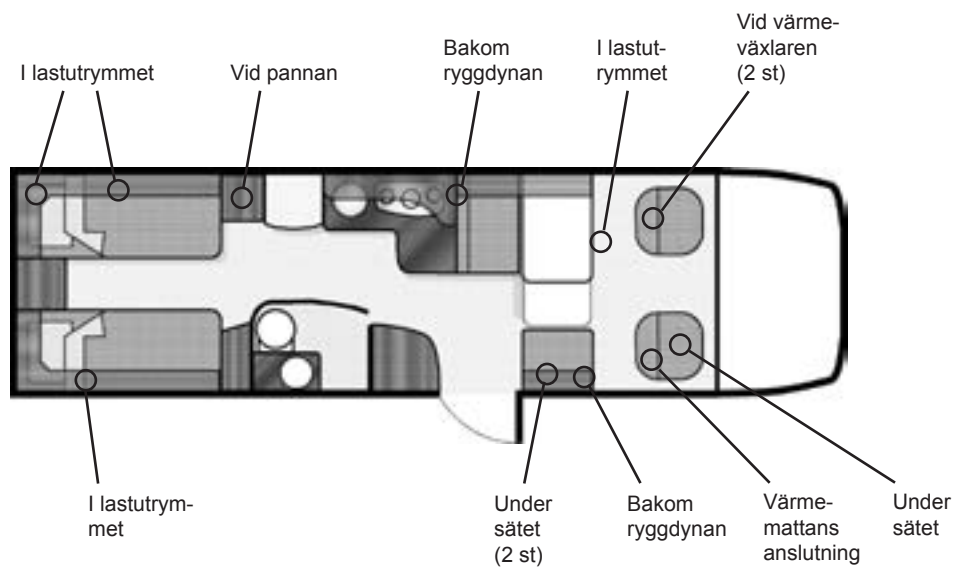 I lastutrymmet
Vid pannan
Bakom
ryggdynan
I lastut-
rymmet
Vid värme-
växlaren
(2 st)
I lastutrym-
met
Under
sätet
(2 st)
Bakom
ryggdynan
Värme-
mattans
anslutning
Under
sätet